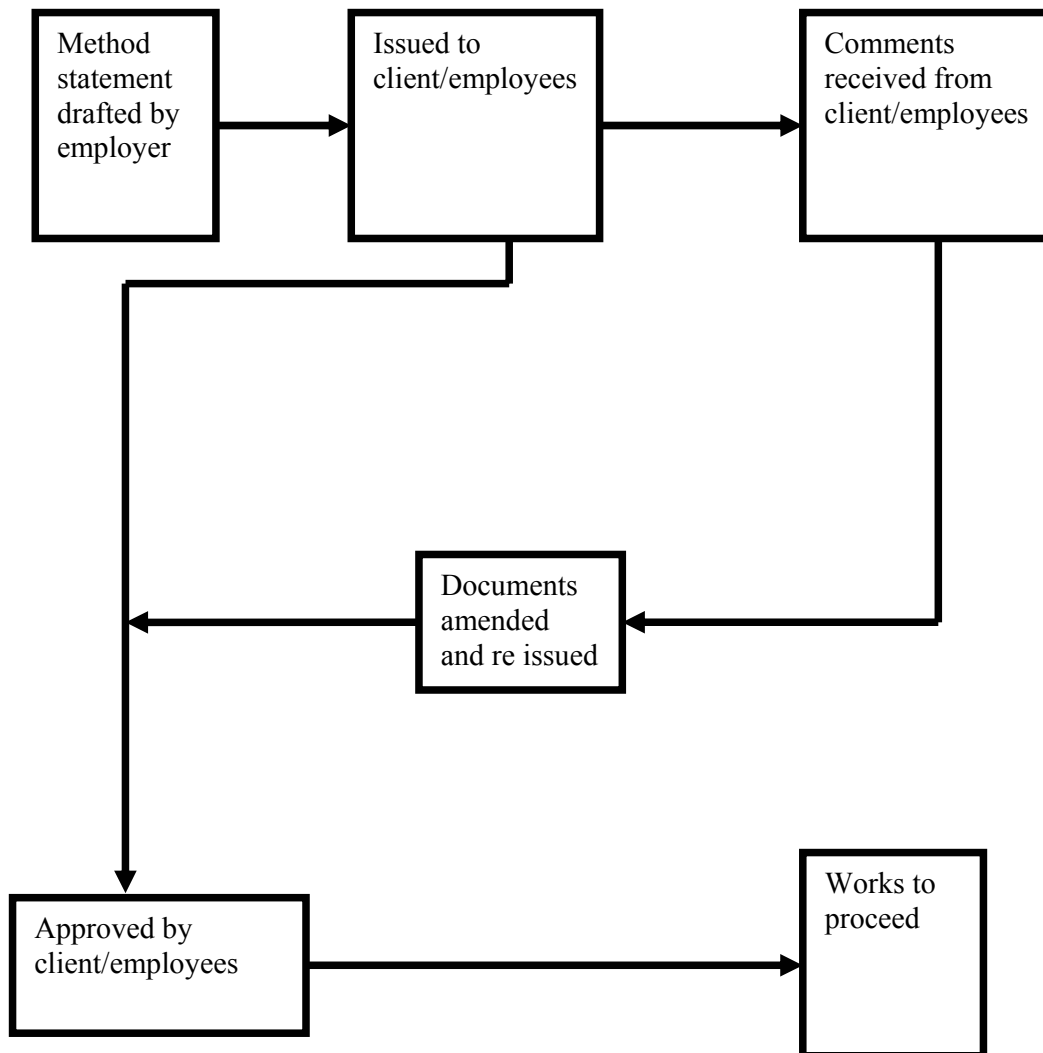 Method
statement
drafted by
employer
Issued to
client/employees
Comments
received from
client/employees
Documents
amended
and re issued
Approved by
client/employees
Works to
proceed